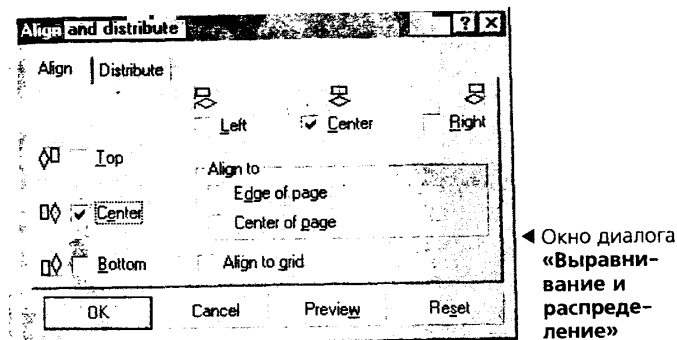 Align and distribute
Align Distribute
Left Center Right
Top
Align to
Edge of page
Center Center of page
Bottom Align to grid
OK Cancel Preview Reset
◀ Окно диалога
«Выравни-
вание и
распреде-
ление»